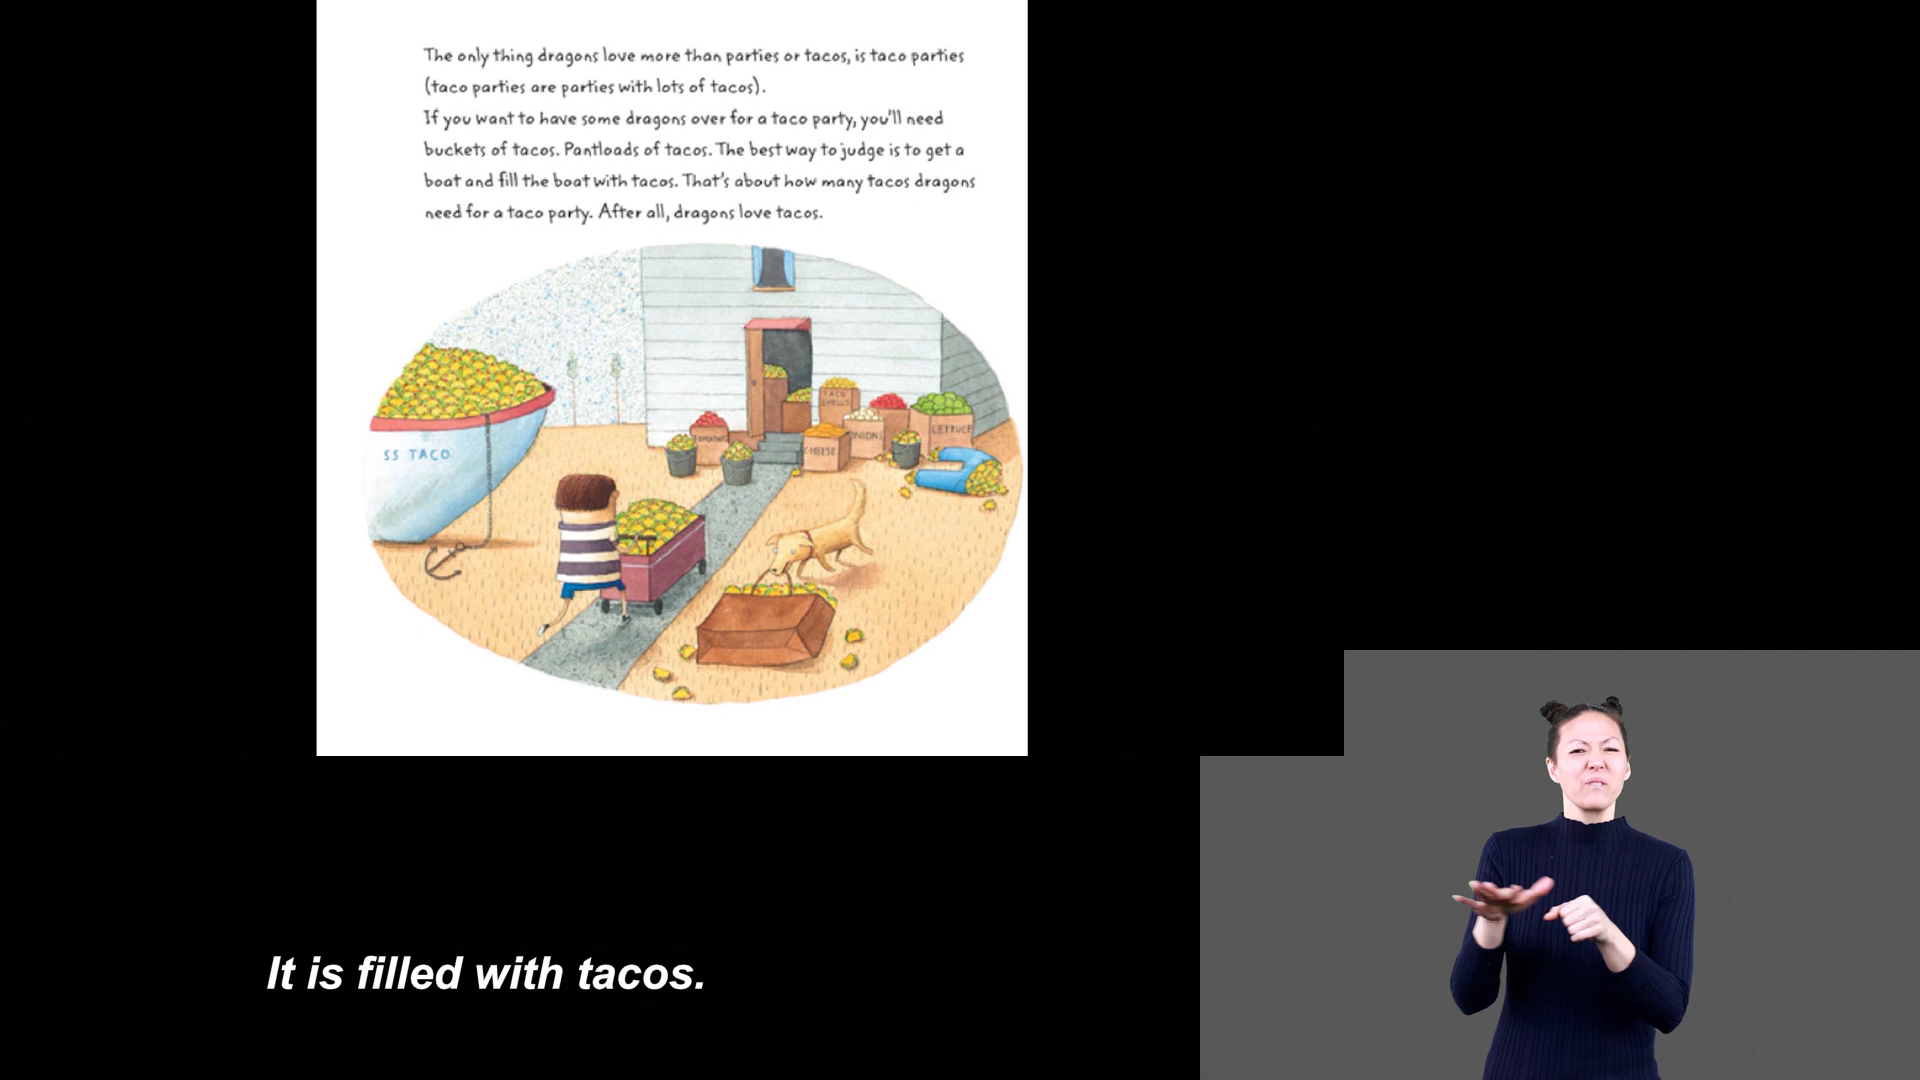 The only thing dragons love more than parties or tacos, is taco parties
(taco parties are parties with lots of tacos).
If you want to have some dragons over for a taco party, you'll need
buckets of tacos. Pantloads of tacos. The best way to judge is to get a
boat and fill the boat with tacos. That's about how many tacos dragons
need for a taco party. After all, dragons love tacos.
TACO
SHELLS
TOMATOES
ONIONS
LETTUCE
CHEESE
SS TACO
It is filled with tacos.